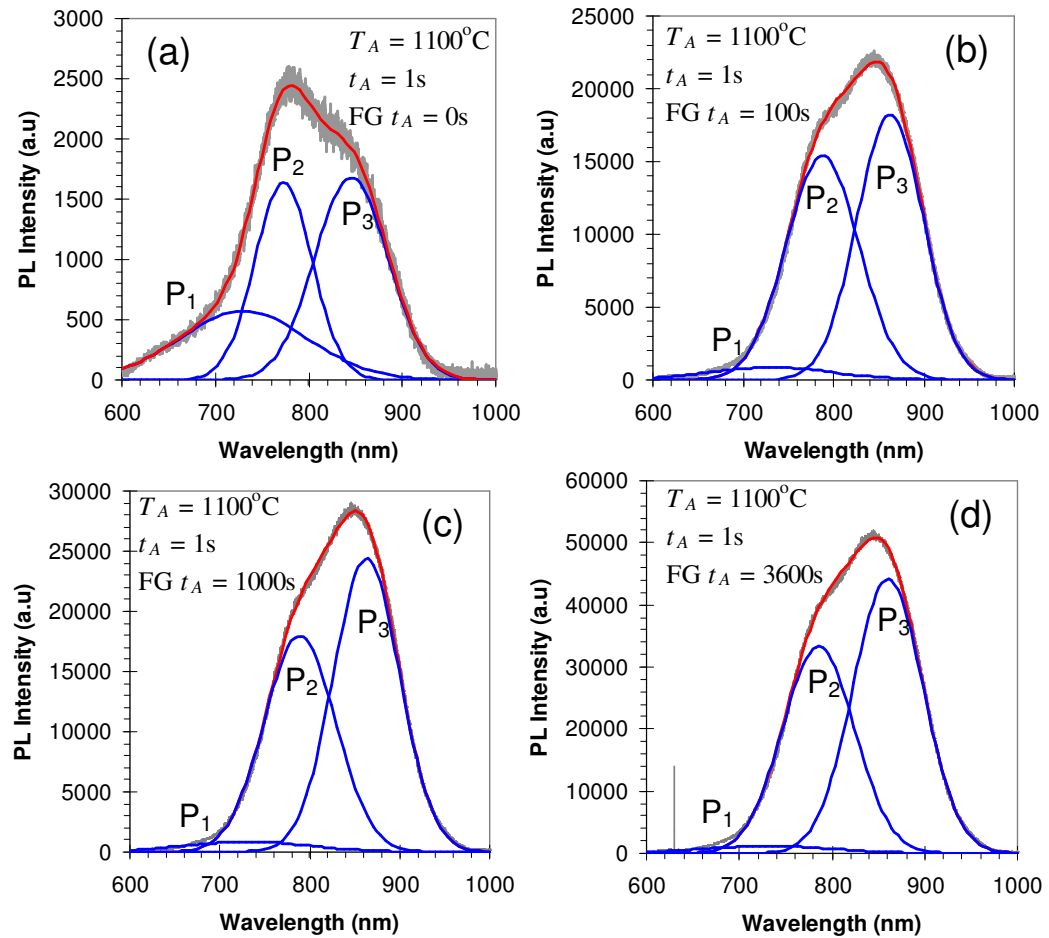 (a)
T_A = 1100°C
t_A = 1s
FG t_A = 0s
P₁
P₂
P₃
PL Intensity (a.u)
3000
2500
2000
1500
1000
500
0
600 700 800 900 1000
Wavelength (nm)
(b)
T_A = 1100°C
t_A = 1s
FG t_A = 100s
P₁
P₂
P₃
PL Intensity (a.u)
25000
20000
15000
10000
5000
0
600 700 800 900 1000
Wavelength (nm)
(c)
T_A = 1100°C
t_A = 1s
FG t_A = 1000s
P₁
P₂
P₃
PL Intensity (a.u)
30000
25000
20000
15000
10000
5000
0
600 700 800 900 1000
Wavelength (nm)
(d)
T_A = 1100°C
t_A = 1s
FG t_A = 3600s
P₁
P₂
P₃
PL Intensity (a.u)
60000
50000
40000
30000
20000
10000
0
600 700 800 900 1000
Wavelength (nm)